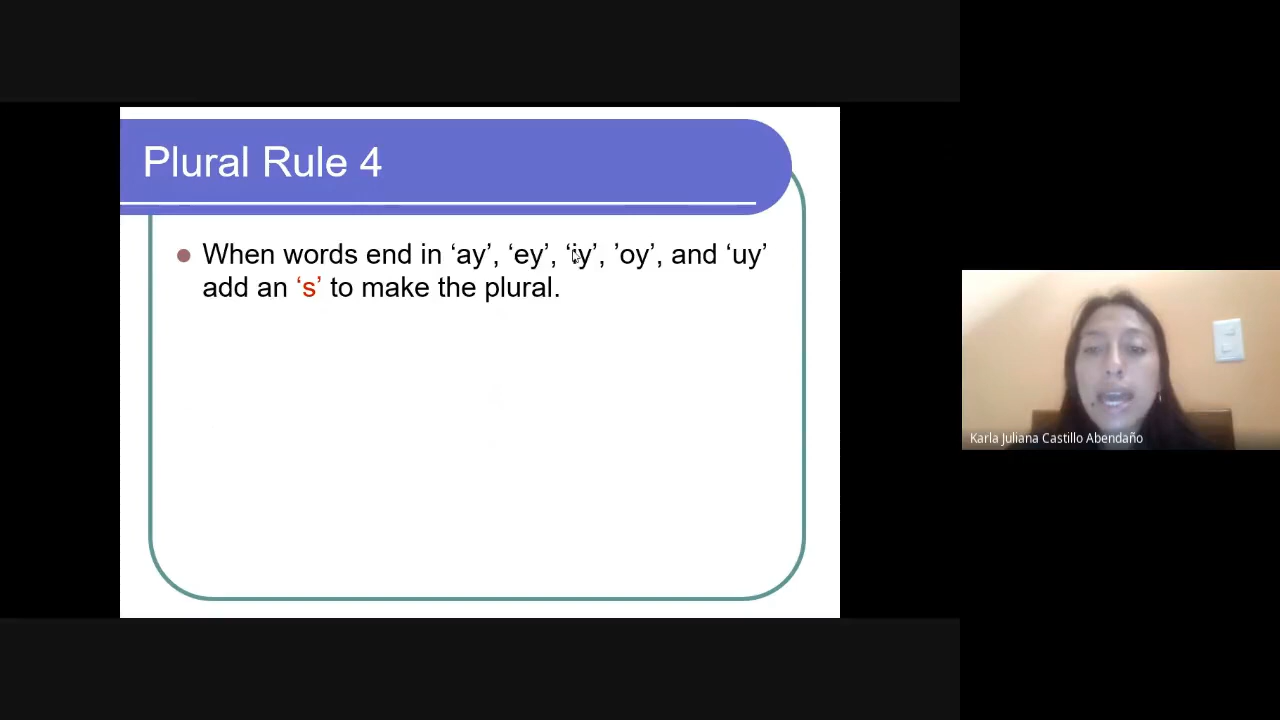 Plural Rule 4
When words end in ‘ay’, ‘ey’, ‘iy’, ’oy’, and ‘uy’
add an ‘s’ to make the plural.
Karla Juliana Castillo Abendaño